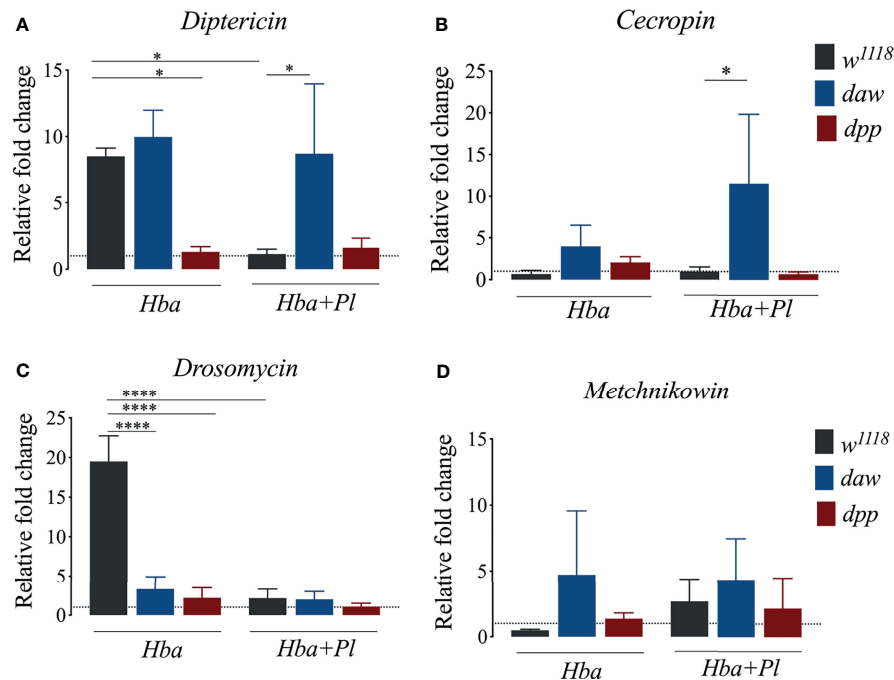 A
Diptericin
Relative fold change
15
10
5
0
*
*
*
Hba
Hba+Pl
B
Cecropin
Relative fold change
25
20
15
10
5
0
*
Hba
Hba+Pl
w1118
daw
dpp
C
Drosomycin
Relative fold change
25
20
15
10
5
0
****
****
****
Hba
Hba+Pl
D
Metchnikowin
Relative fold change
15
10
5
0
Hba
Hba+Pl
w1118
daw
dpp